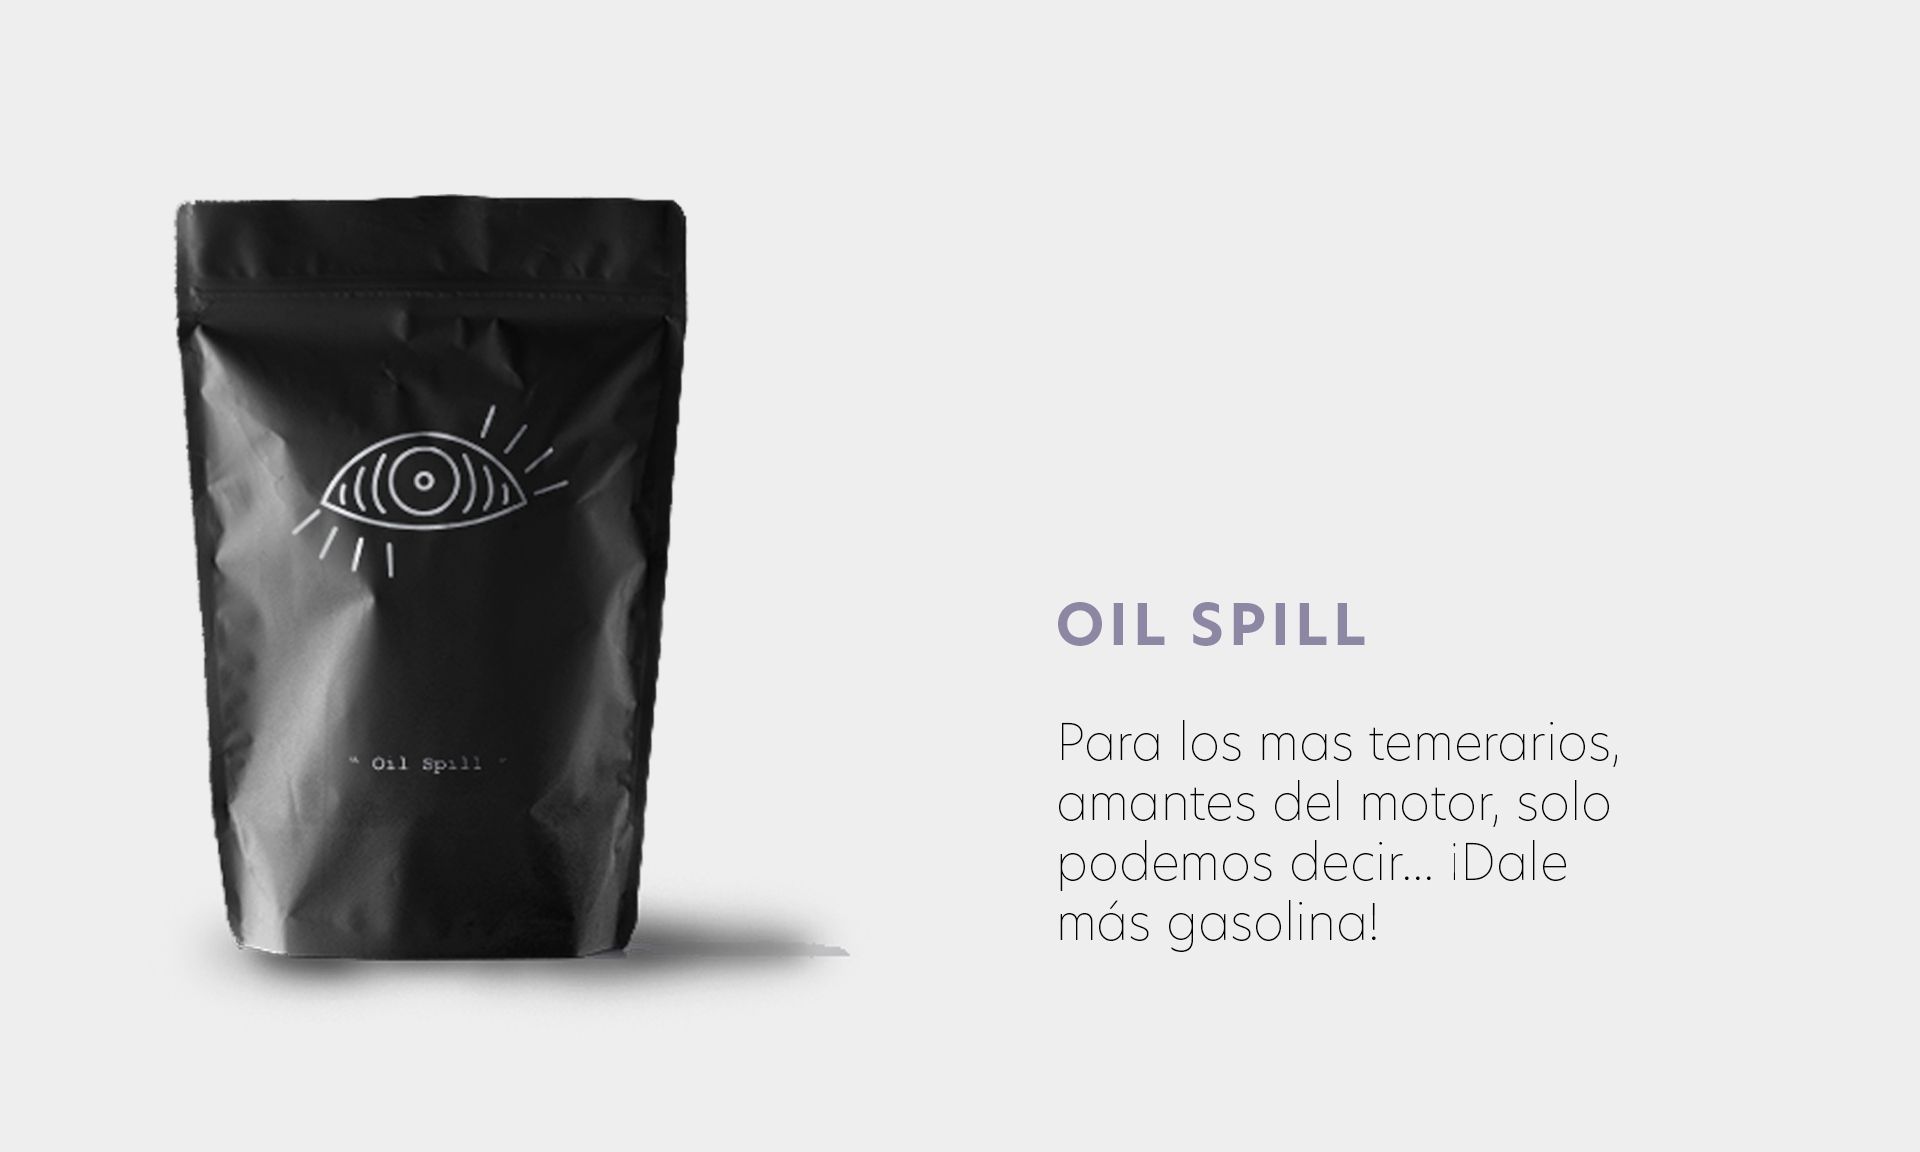 " Oil Spill "
OIL SPILL
Para los mas temerarios,
amantes del motor, solo
podemos decir... ¡Dale
más gasolina!